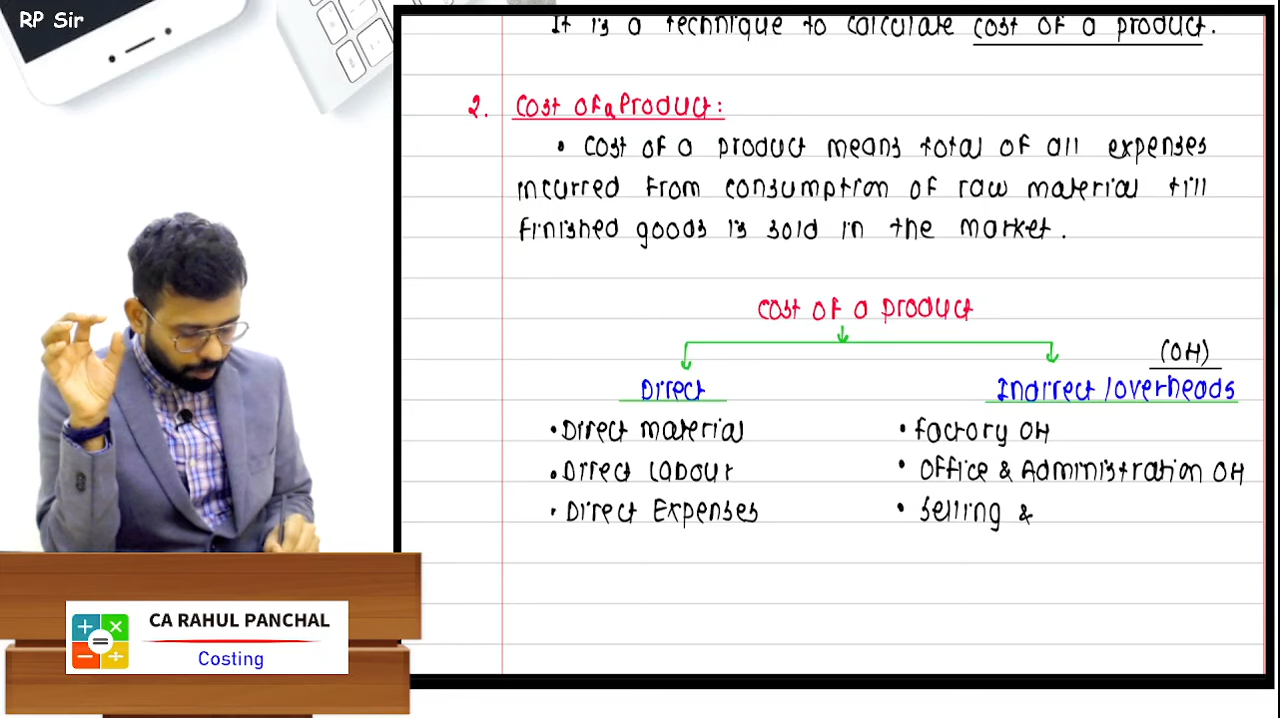 RP Sir
It is a technique to calculate cost of a product.
2. Cost of a Product:
• Cost of a product means total of all expenses
incurred from consumption of raw material till
finished goods is sold in the market.
Cost of a product
(OH)
Direct
Indirect / overheads
• Direct material
• Factory OH
• Direct Labour
• Office & Administration OH
• Direct Expenses
• Selling &
CA RAHUL PANCHAL
Costing